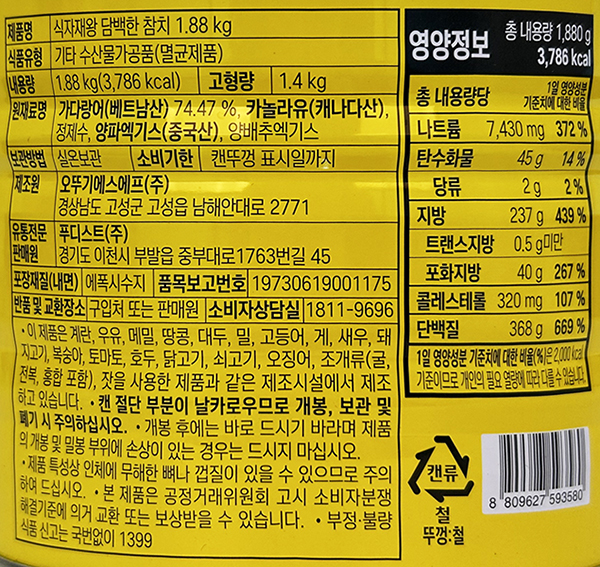 제품명 식자재왕 담백한 참치 1.88 kg
식품유형 기타 수산물가공품(멸균제품)
내용량 1.88 kg(3,786 kcal) 고형량 1.4 kg
원재료명 가다랑어(베트남산) 74.47 %, 카놀라유(캐나다산),
정제수, 양파엑기스(중국산), 양배추엑기스
보관방법 실온보관 소비기한 캔뚜껑 표시일까지
제조원 오뚜기에스에프(주)
경상남도 고성군 고성읍 남해안대로 2771
유통전문
판매원
푸디스트(주)
경기도 이천시 부발읍 중부대로1763번길 45
포장재질(내면) 에폭시수지 품목보고번호 19730619001175
반품 및 교환장소 구입처 또는 판매원 소비자상담실 1811-9696
• 이 제품은 계란, 우유, 메밀, 땅콩, 대두, 밀, 고등어, 게, 새우, 돼
지고기, 복숭아, 토마토, 호두, 닭고기, 쇠고기, 오징어, 조개류(굴,
전복, 홍합 포함), 잣을 사용한 제품과 같은 제조시설에서 제조
하고 있습니다. • 캔 절단 부분이 날카로우므로 개봉, 보관 및
폐기 시 주의하십시오. • 개봉 후에는 바로 드시기 바라며 제품
의 개봉 및 밀봉 부위에 손상이 있는 경우는 드시지 마십시오.
• 제품 특성상 인체에 무해한 뼈나 껍질이 있을 수 있으므로 주의
하여 드십시오. • 본 제품은 공정거래위원회 고시 소비자분쟁
해결기준에 의거 교환 또는 보상받을 수 있습니다. • 부정·불량
식품 신고는 국번없이 1399
영양정보 총 내용량 1,880 g
3,786 kcal
총 내용량당 1일 영양성분
기준치에 대한 비율
나트륨 7,430 mg 372 %
탄수화물 45 g 14 %
당류 2 g 2 %
지방 237 g 439 %
트랜스지방 0.5 g미만
포화지방 40 g 267 %
콜레스테롤 320 mg 107 %
단백질 368 g 669 %
1일 영양성분 기준치에 대한 비율(%)은 2,000 kcal
기준이므로 개인의 필요 열량에 따라 다를 수 있습니다.
캔류
철
뚜껑:철
8 809627 593580